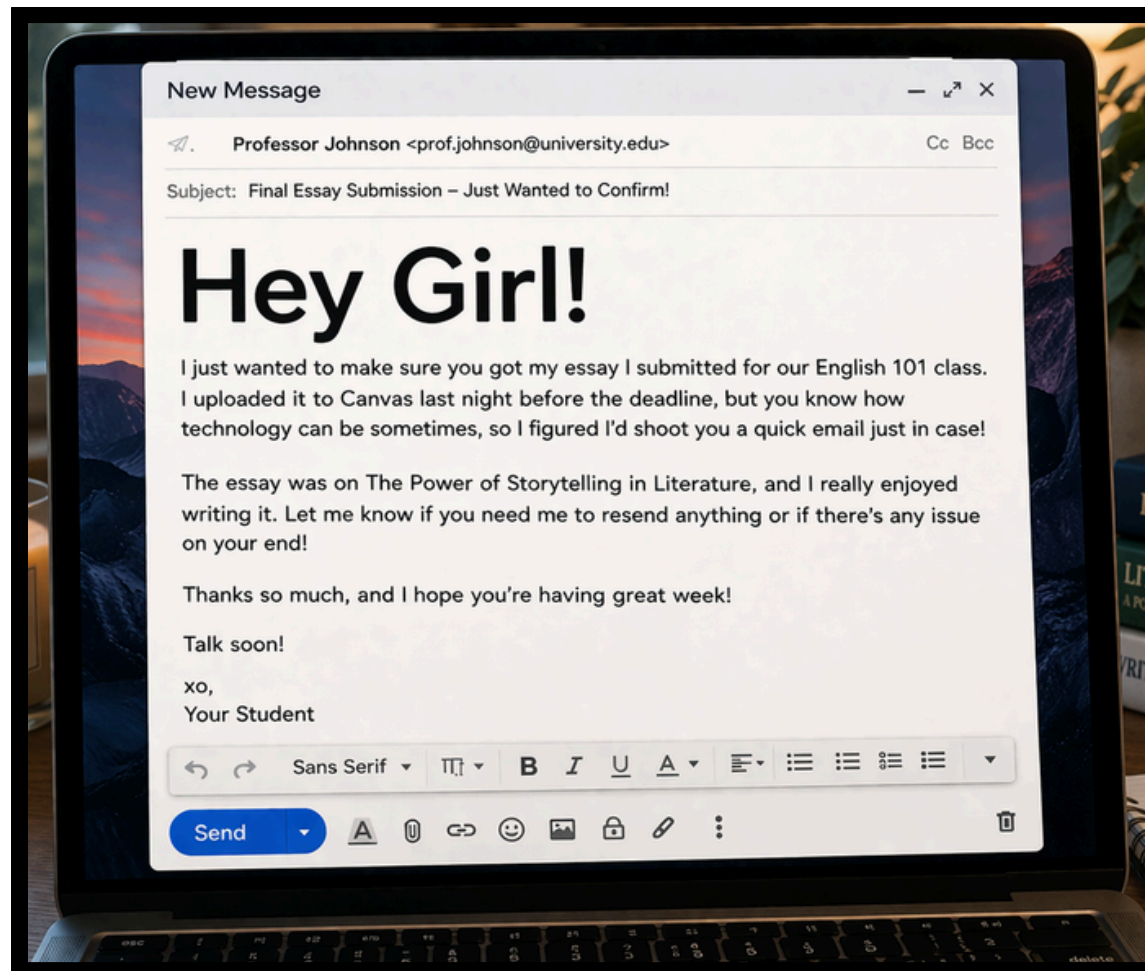 New Message
Professor Johnson <prof.johnson@university.edu>
Cc Bcc
Subject: Final Essay Submission – Just Wanted to Confirm!
Hey Girl!
I just wanted to make sure you got my essay I submitted for our English 101 class.
I uploaded it to Canvas last night before the deadline, but you know how
technology can be sometimes, so I figured I'd shoot you a quick email just in case!
The essay was on The Power of Storytelling in Literature, and I really enjoyed
writing it. Let me know if you need me to resend anything or if there's any issue
on your end!
Thanks so much, and I hope you're having great week!
Talk soon!
xo,
Your Student
Sans Serif
B I U A
Send
A
esc
delete